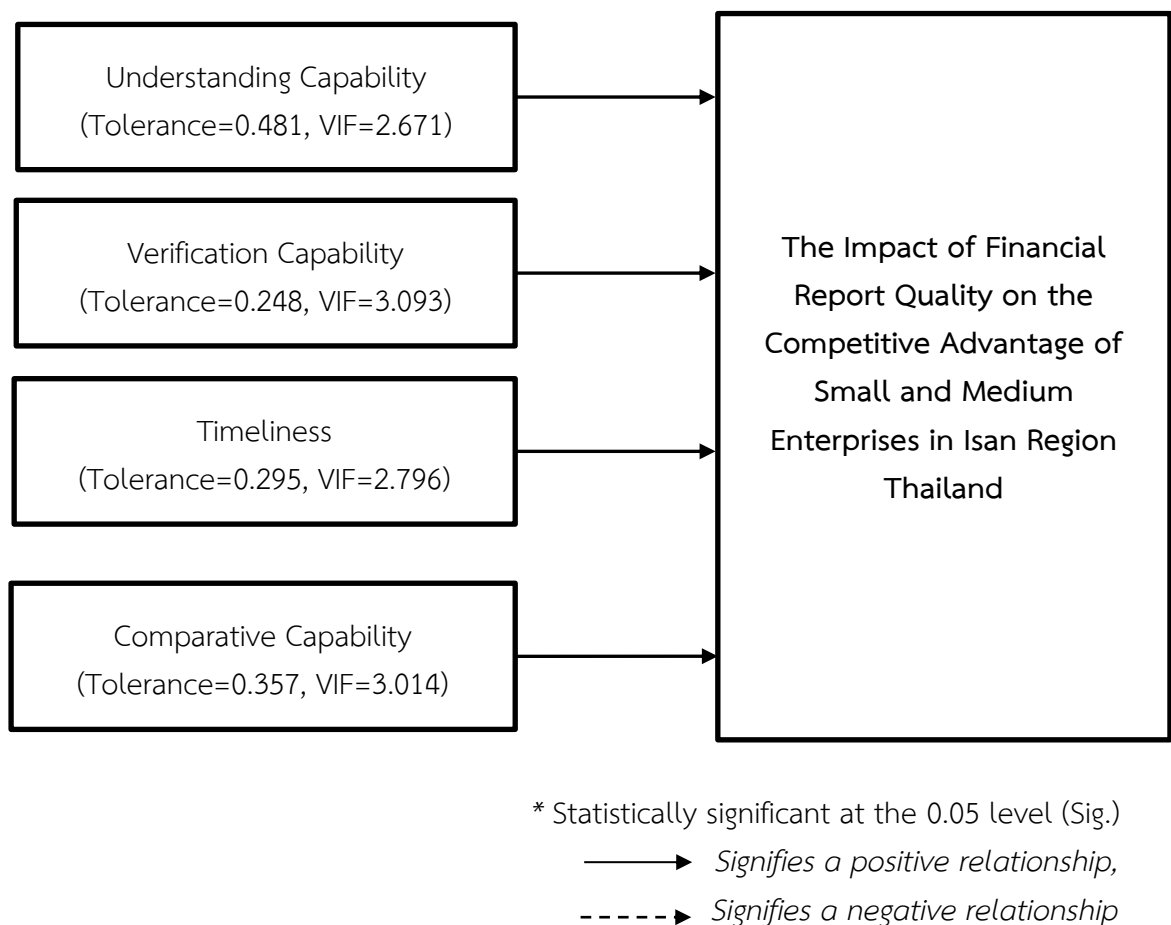 Understanding Capability
(Tolerance=0.481, VIF=2.671)
Verification Capability
(Tolerance=0.248, VIF=3.093)
Timeliness
(Tolerance=0.295, VIF=2.796)
Comparative Capability
(Tolerance=0.357, VIF=3.014)
The Impact of Financial
Report Quality on the
Competitive Advantage of
Small and Medium
Enterprises in Isan Region
Thailand
* Statistically significant at the 0.05 level (Sig.)
Signifies a positive relationship,
Signifies a negative relationship